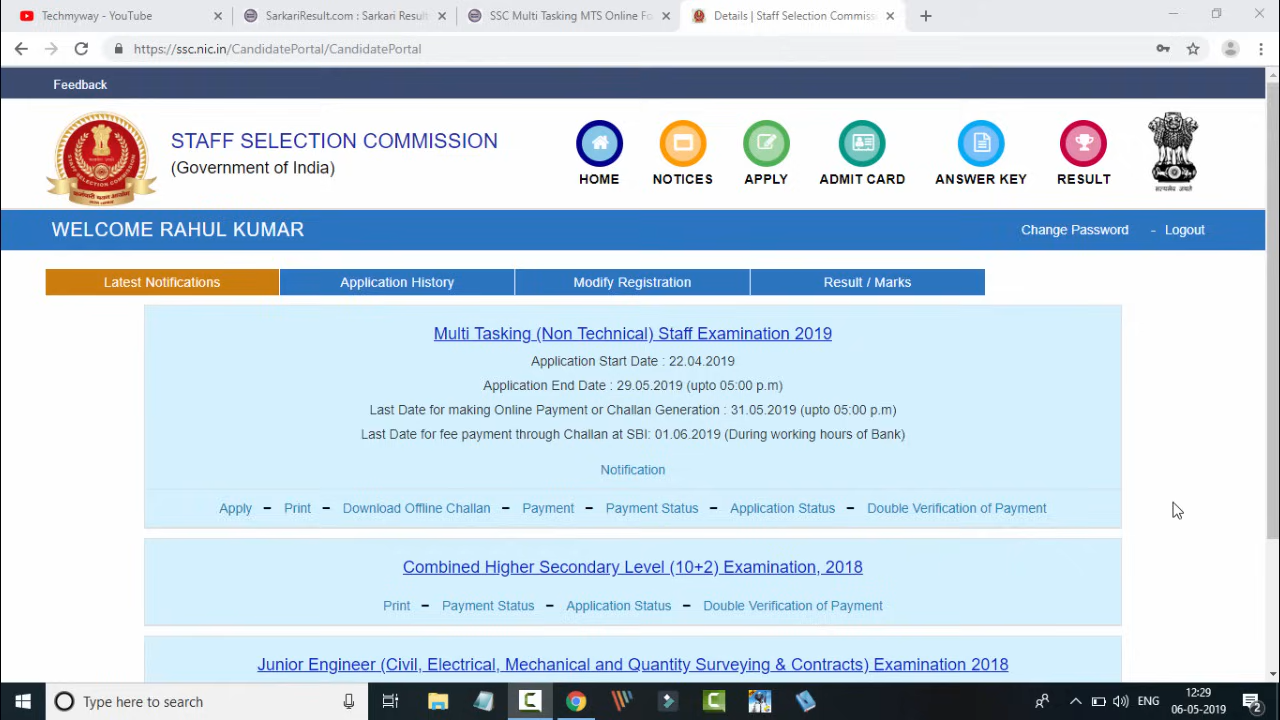 Techmyway - YouTube
SarkariResult.com : Sarkari Result
SSC Multi Tasking MTS Online Fo
Details | Staff Selection Commiss
https://ssc.nic.in/CandidatePortal/CandidatePortal
Feedback
STAFF SELECTION COMMISSION
(Government of India)
HOME
NOTICES
APPLY
ADMIT CARD
ANSWER KEY
RESULT
WELCOME RAHUL KUMAR
Change Password - Logout
Latest Notifications
Application History
Modify Registration
Result / Marks
Multi Tasking (Non Technical) Staff Examination 2019
Application Start Date : 22.04.2019
Application End Date : 29.05.2019 (upto 05:00 p.m)
Last Date for making Online Payment or Challan Generation : 31.05.2019 (upto 05:00 p.m)
Last Date for fee payment through Challan at SBI: 01.06.2019 (During working hours of Bank)
Notification
Apply - Print - Download Offline Challan - Payment - Payment Status - Application Status - Double Verification of Payment
Combined Higher Secondary Level (10+2) Examination, 2018
Print - Payment Status - Application Status - Double Verification of Payment
Junior Engineer (Civil, Electrical, Mechanical and Quantity Surveying & Contracts) Examination 2018
Type here to search
ENG
12:29
06-05-2019
2